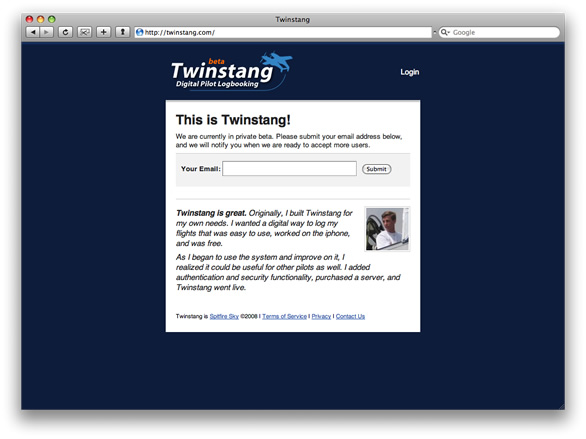 Twinstang
http://twinstang.com/
Google
beta
Twinstang
Digital Pilot Logbooking
Login
This is Twinstang!
We are currently in private beta. Please submit your email address below,
and we will notify you when we are ready to accept more users.
Your Email:
Submit
Twinstang is great. Originally, I built Twinstang for
my own needs. I wanted a digital way to log my
flights that was easy to use, worked on the iphone,
and was free.
As I began to use the system and improve on it, I
realized it could be useful for other pilots as well. I added
authentication and security functionality, purchased a server, and
Twinstang went live.
Twinstang is Spitfire Sky ©2008 | Terms of Service | Privacy | Contact Us